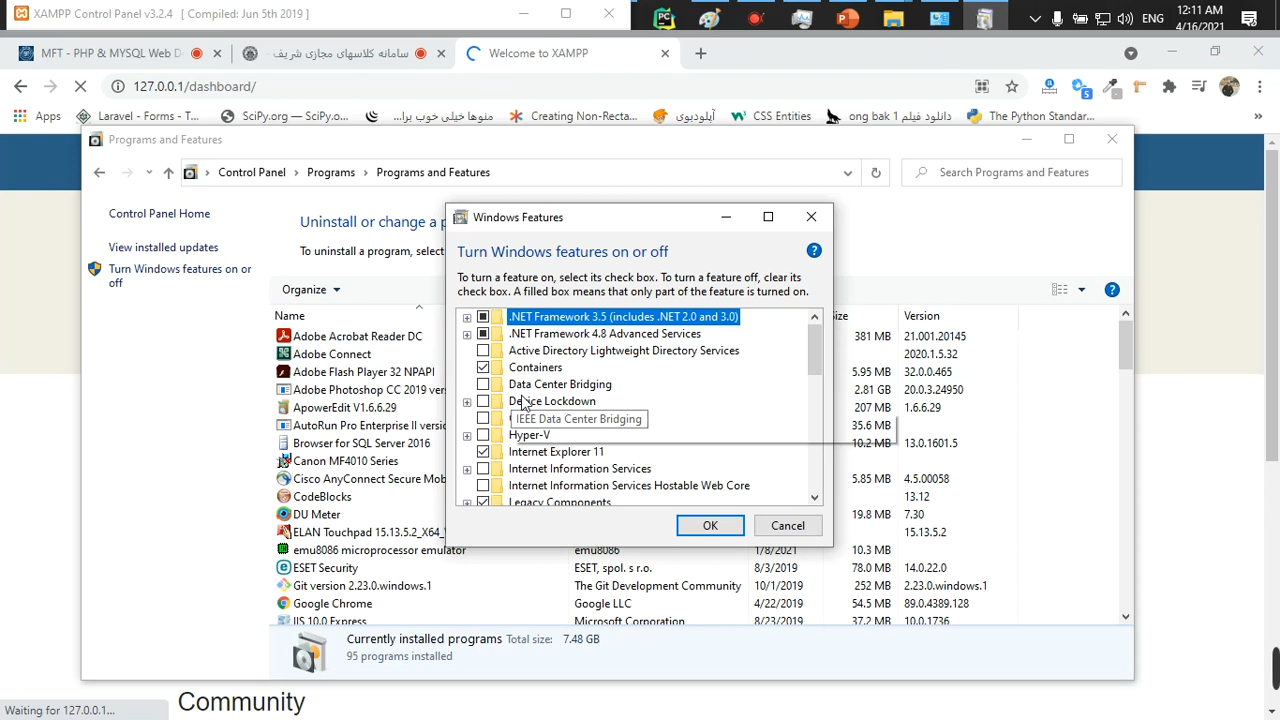 XAMPP Control Panel v3.2.4 [ Compiled: Jun 5th 2019 ]
ENG
12:11 AM
4/16/2021
MFT - PHP & MYSQL Web D
سامانه کلاسهای مجازی شریف
Welcome to XAMPP
127.0.0.1/dashboard/
5
Apps
Laravel - Forms - T...
SciPy.org — SciPy.o...
منوها خیلی خوب برا...
Creating Non-Recta...
آپلودبوی
CSS Entities
دانلود فیلم ong bak 1
The Python Standar...
Programs and Features
Control Panel
Programs
Programs and Features
Search Programs and Features
Control Panel Home
View installed updates
Turn Windows features on or off
Uninstall or change a p
To uninstall a program, select
Organize
Name
Size
Version
Adobe Acrobat Reader DC
381 MB
21.001.20145
Adobe Connect
2020.1.5.32
Adobe Flash Player 32 NPAPI
5.95 MB
32.0.0.465
Adobe Photoshop CC 2019
2.81 GB
20.0.3.24950
ApowerEdit V1.6.6.29
207 MB
1.6.6.29
AutoRun Pro Enterprise II versio
35.6 MB
Browser for SQL Server 2016
10.2 MB
13.0.1601.5
Canon MF4010 Series
Cisco AnyConnect Secure Mob
5.85 MB
4.5.00058
CodeBlocks
13.12
DU Meter
19.8 MB
7.30
ELAN Touchpad 15.13.5.2_X64_
15.13.5.2
emu8086 microprocessor emulator
emu8086
1/8/2021
10.3 MB
ESET Security
ESET, spol. s r.o.
8/3/2019
78.0 MB
14.0.22.0
Git version 2.23.0.windows.1
The Git Development Community
10/1/2019
252 MB
2.23.0.windows.1
Google Chrome
Google LLC
4/22/2019
54.5 MB
89.0.4389.128
IIS 10.0 Express
Microsoft Corporation
8/23/2019
37.2 MB
10.0.1736
Currently installed programs Total size: 7.48 GB
95 programs installed
Windows Features
Turn Windows features on or off
To turn a feature on, select its check box. To turn a feature off, clear its
check box. A filled box means that only part of the feature is turned on.
.NET Framework 3.5 (includes .NET 2.0 and 3.0)
.NET Framework 4.8 Advanced Services
Active Directory Lightweight Directory Services
Containers
Data Center Bridging
Device Lockdown
IEEE Data Center Bridging
Hyper-V
Internet Explorer 11
Internet Information Services
Internet Information Services Hostable Web Core
Legacy Components
OK
Cancel
Waiting for 127.0.0.1...
Community